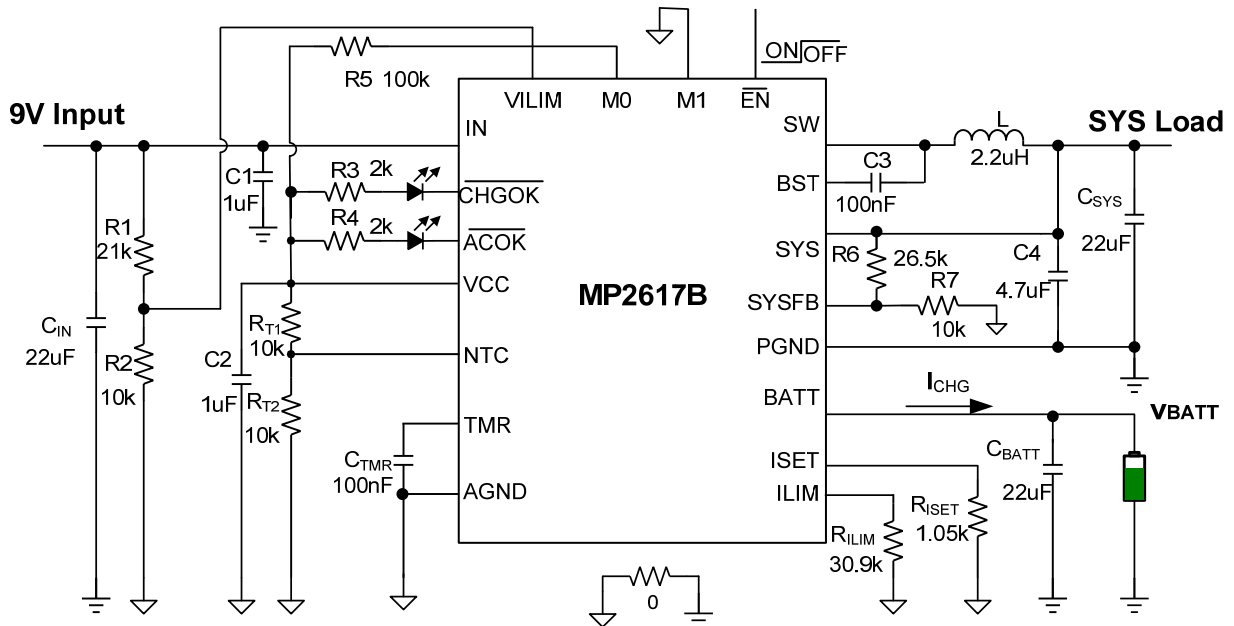 ON OFF
R5 100k
VILIM M0 M1 EN
9V Input
IN
SW
L
2.2uH
SYS Load
C1
1uF
R3 2k
CHGOK
BST
C3
100nF
R4 2k
ACOK
CSYS
22uF
R1
21k
SYS
R6 26.5k
C4
4.7uF
VCC
MP2617B
SYSFB
R7
10k
CIN
22uF
RT1
10k
R2
10k
C2
1uF
NTC
PGND
RT2
10k
BATT
ICHG
VBATT
TMR
CTMR
100nF
ISET
CBATT
22uF
AGND
ILIM
RISET
1.05k
RILIM
30.9k
0